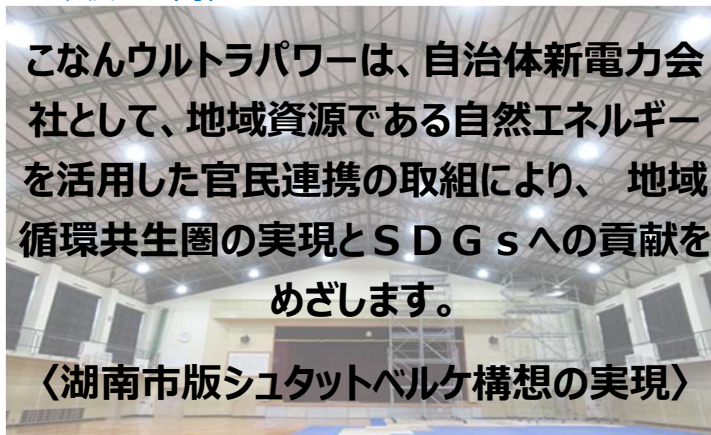 こなんウルトラパワーは、自治体新電力会
社として、地域資源である自然エネルギー
を活用した官民連携の取組により、 地域
循環共生圏の実現とＳＤＧｓへの貢献を
めざします。
〈湖南市版シュタットベルケ構想の実現〉